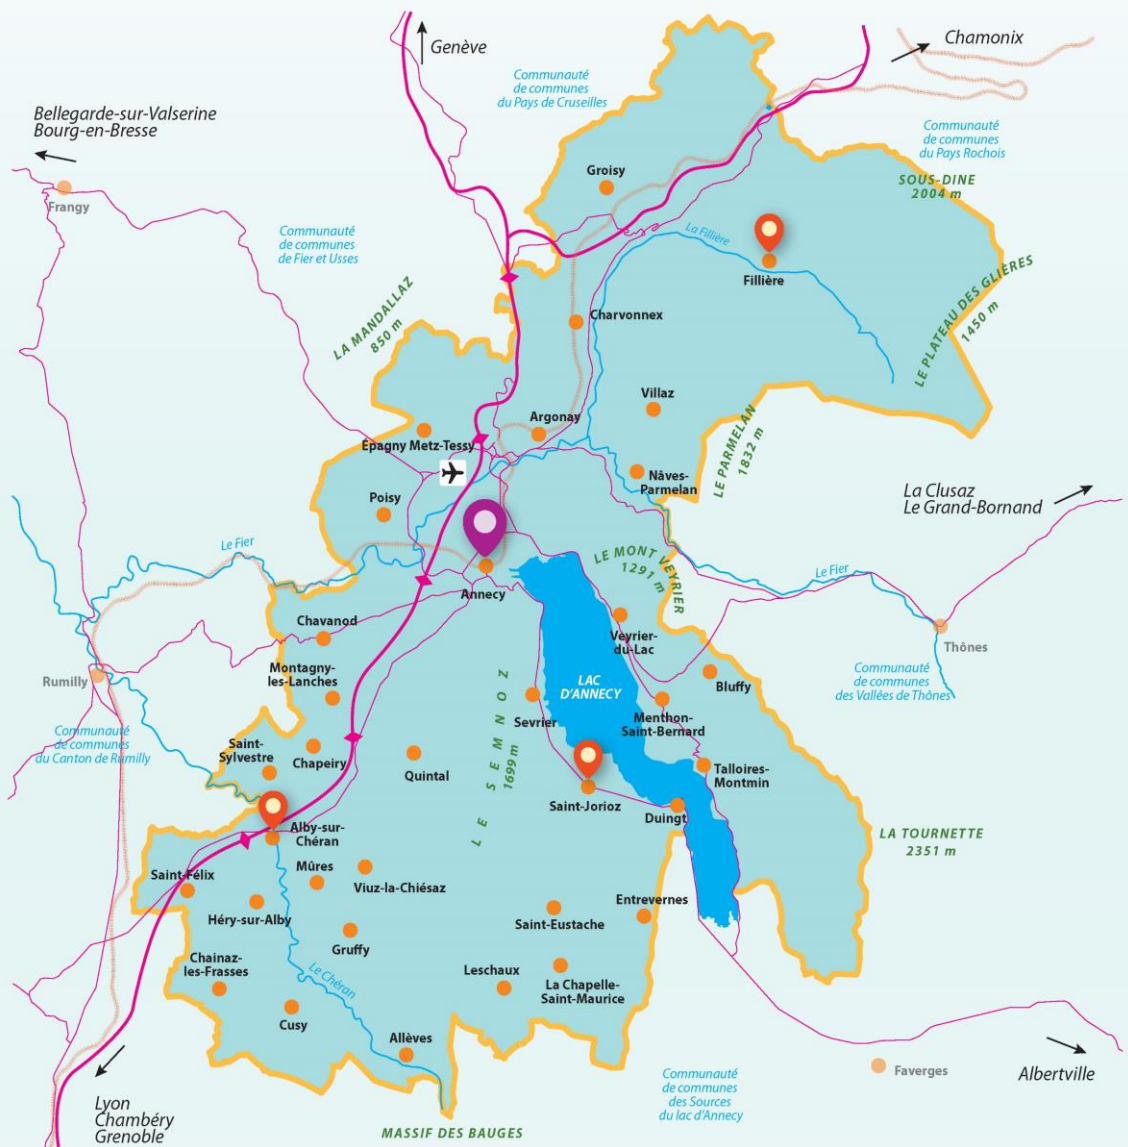 Genève
Chamonix
Communauté
de communes
du Pays de Cruseilles
Bellegarde-sur-Valserine
Bourg-en-Bresse
Communauté
de communes
du Pays Rochois
Groisy
SOUS-DINE
2004 m
Frangy
Communauté
de communes
de Fier et Usses
La Fillière
Fillière
LA MANDALLAZ
850 m
LE PLATEAU DES GLIÈRES
1450 m
Charvonnex
Villaz
Argonay
Épagny Metz-Tessy
LE PARMELAN
1832 m
Nâves-
Parmelan
Poisy
La Clusaz
Le Grand-Bornand
Le Fier
LE MONT VEYRIER
1291 m
Le Fier
Annecy
Chavanod
Veyrier-
du-Lac
Thônes
Montagny-
les-Lanches
Rumilly
LAC
D'ANNECY
Bluffy
Communauté
de communes
des Vallées de Thônes
Sevrier
Menthon-
Saint-Bernard
Communauté
de communes
du Canton de Rumilly
Saint-
Sylvestre
Chapeiry
Quintal
LE SEMNOZ
1699 m
Talloires-
Montmin
Saint-Jorioz
Duingt
Alby-sur-
Chéran
LA TOURNETTE
2351 m
Saint-Félix
Mûres
Viuz-la-Chiésaz
Héry-sur-Alby
Entrevernes
Saint-Eustache
Gruffy
Chainaz-
les-Frasses
Le Chéran
Leschaux
La Chapelle-
Saint-Maurice
Cusy
Allèves
Faverges
Albertville
Communauté
de communes
des Sources
du lac d'Annecy
Lyon
Chambéry
Grenoble
MASSIF DES BAUGES